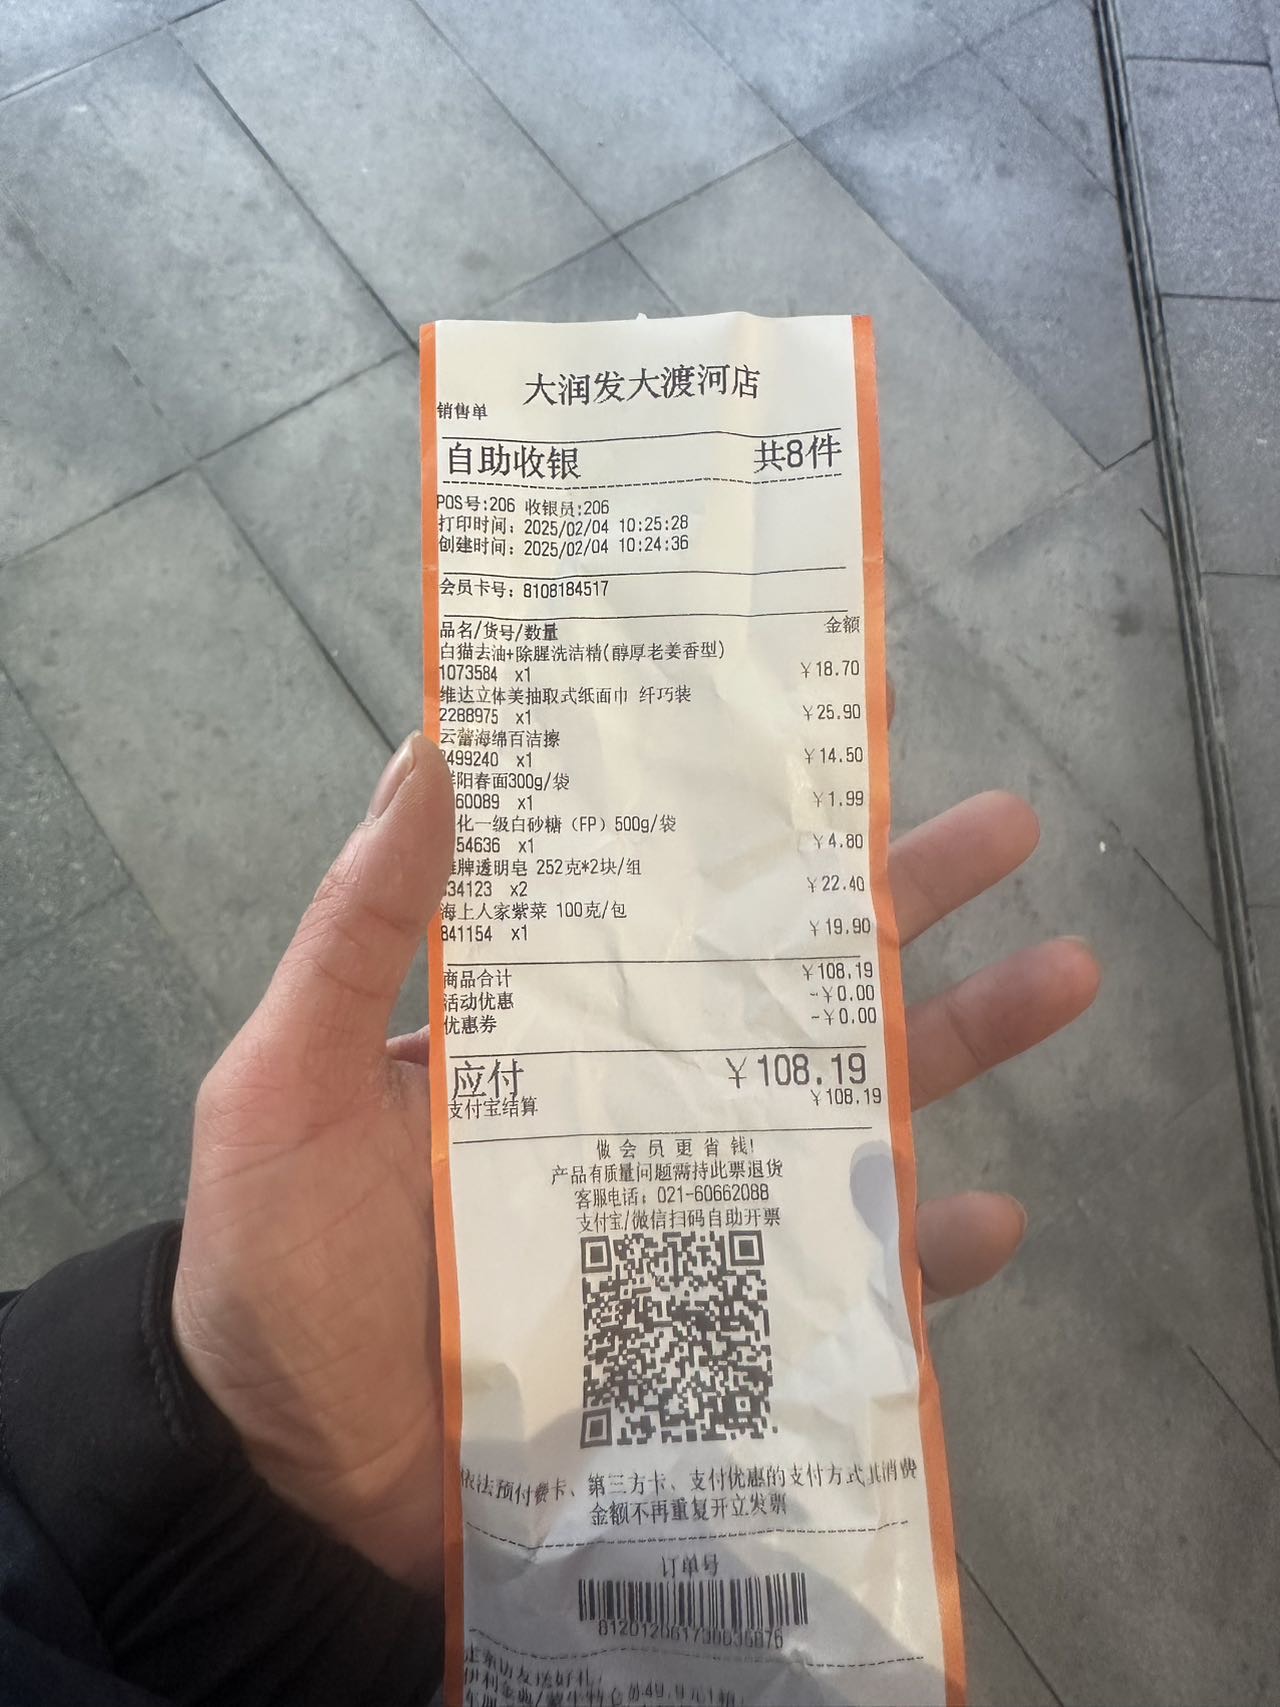 大润发大渡河店
销售单
自助收银 共8件
POS号:206 收银员:206
打印时间: 2025/02/04 10:25:28
创建时间: 2025/02/04 10:24:36
会员卡号: 8108184517
品名/货号/数量 金额
白猫去油+除腥洗洁精(醇厚老姜香型)
1073584 x1 ¥18.70
维达立体美抽取式纸面巾 纤巧装
2288975 x1 ¥25.90
云蕾海绵百洁擦
499240 x1 ¥14.50
阳春面300g/袋
60089 x1 ¥1.99
化一级白砂糖（FP）500g/袋
54636 x1 ¥4.80
牌透明皂 252克*2块/组
34123 x2 ¥22.40
海上人家紫菜 100克/包
841154 x1 ¥19.90
商品合计 ¥108.19
活动优惠 -¥0.00
优惠券 -¥0.00
应付 ¥108.19
支付宝结算 ¥108.19
做会员更省钱!
产品有质量问题需持此票退货
客服电话: 021-60662088
支付宝/微信扫码自助开票
依法预付费卡、第三方卡、支付优惠的支付方式其消费
金额不再重复开立发票
订单号